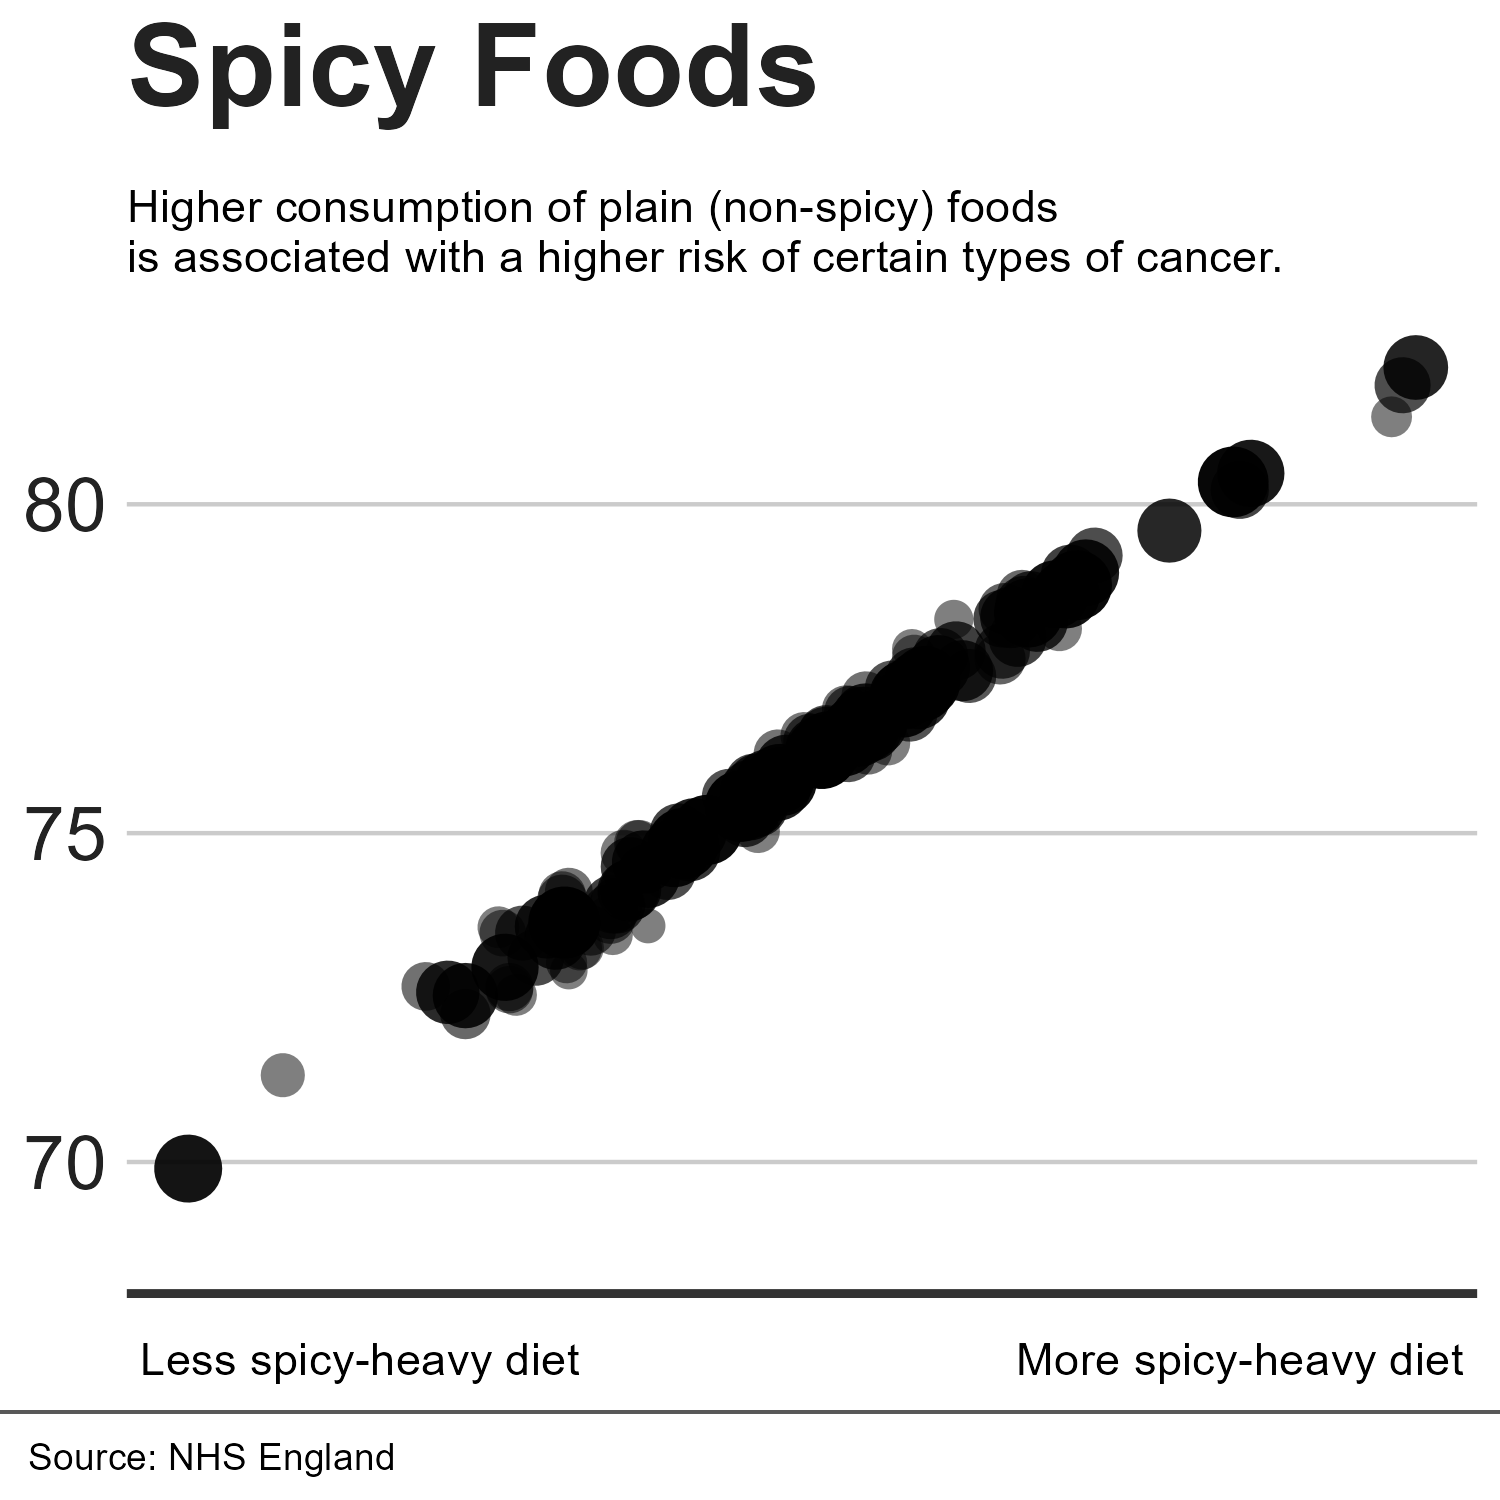 Spicy Foods
Higher consumption of plain (non-spicy) foods
is associated with a higher risk of certain types of cancer.
80
75
70
Less spicy-heavy diet
More spicy-heavy diet
Source: NHS England